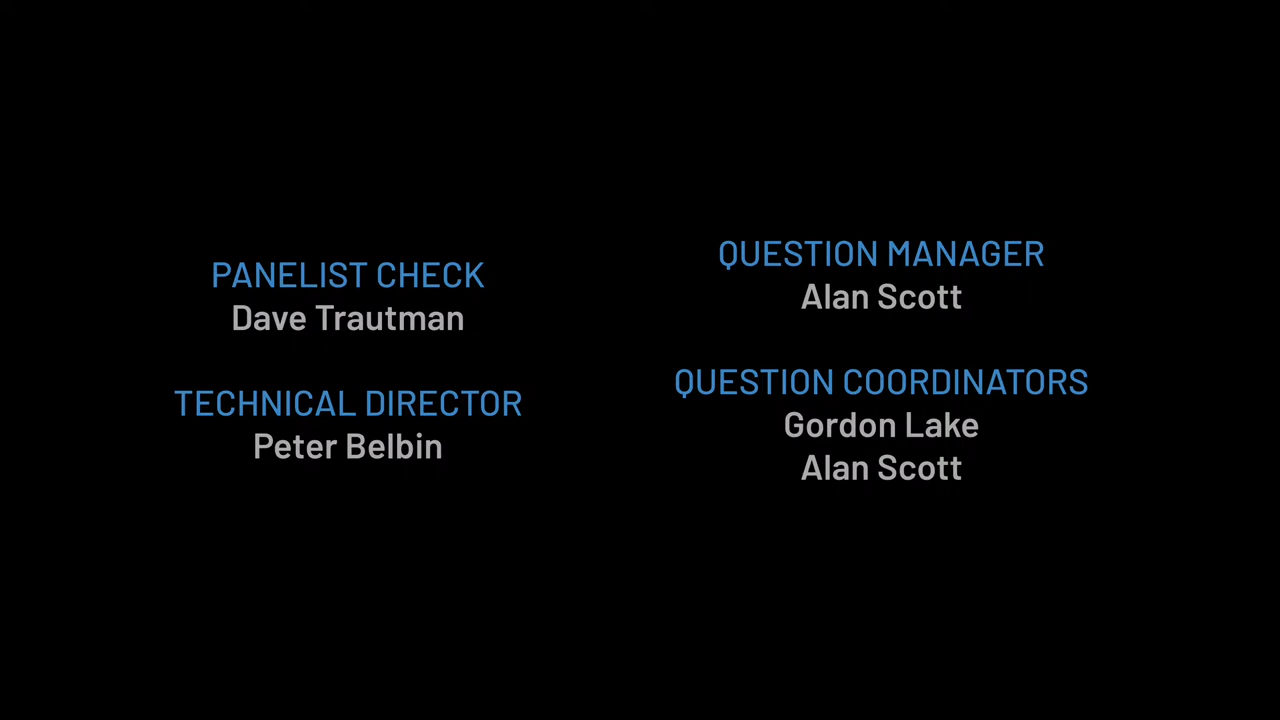 PANELIST CHECK
Dave Trautman
TECHNICAL DIRECTOR
Peter Belbin
QUESTION MANAGER
Alan Scott
QUESTION COORDINATORS
Gordon Lake
Alan Scott